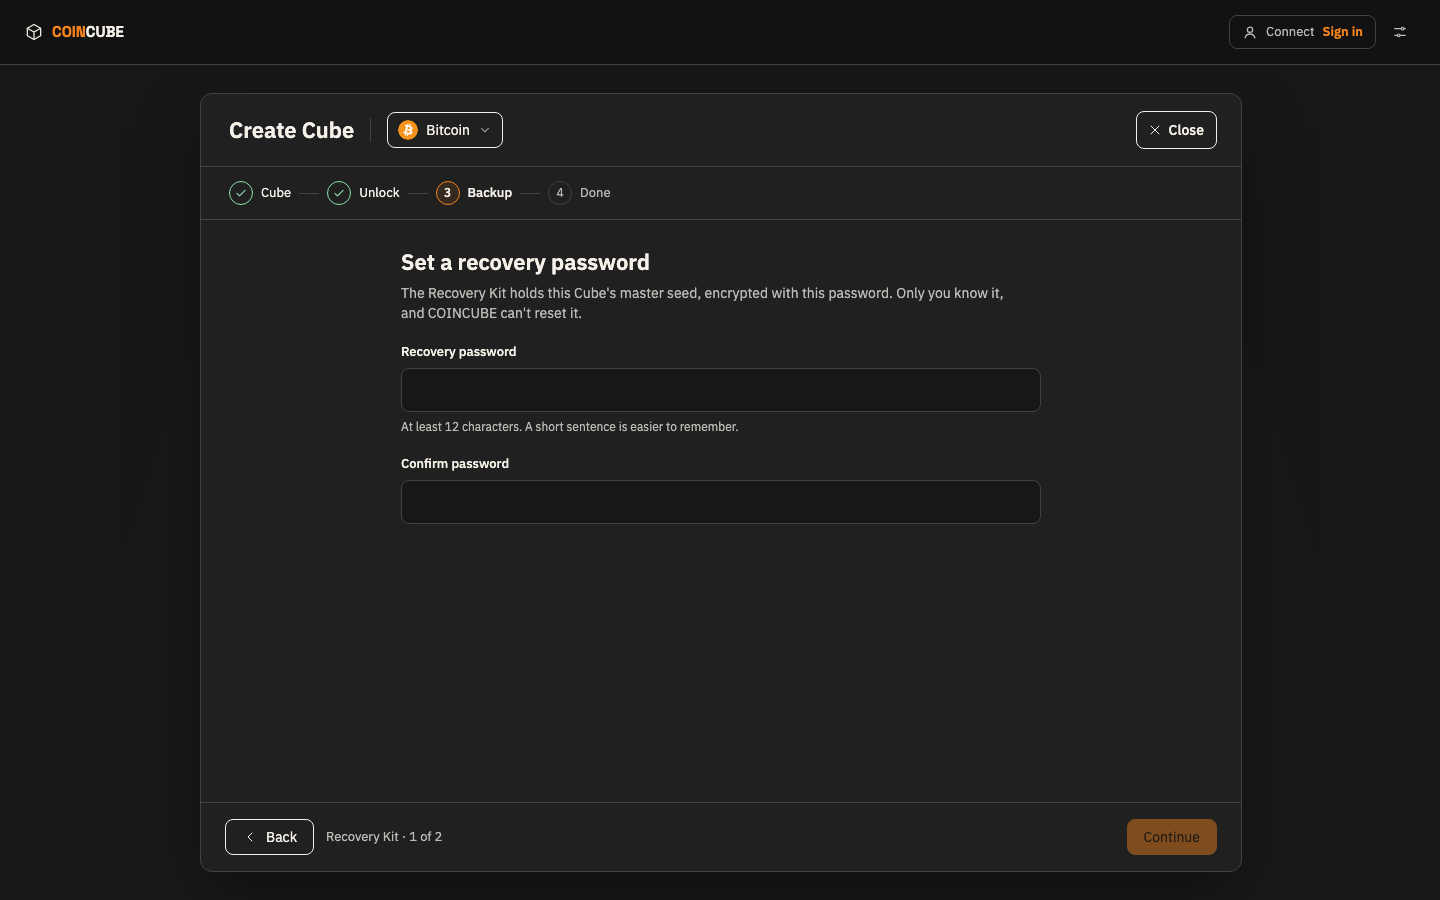 COINCUBE
Connect Sign in
Create Cube
Bitcoin
Close
Cube
Unlock
3 Backup
4 Done
Set a recovery password
The Recovery Kit holds this Cube's master seed, encrypted with this password. Only you know it,
and COINCUBE can't reset it.
Recovery password
At least 12 characters. A short sentence is easier to remember.
Confirm password
Back
Recovery Kit · 1 of 2
Continue